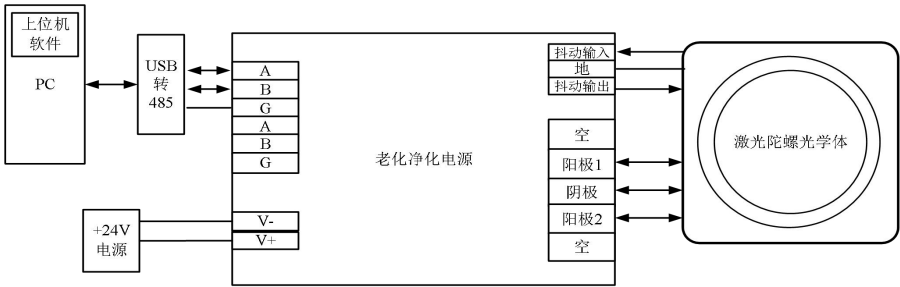 上位机
软件
PC
USB
转
485
A
B
G
A
B
G
+24V
电源
V-
V+
老化净化电源
抖动输入
地
抖动输出
空
阳极1
阴极
阳极2
空
激光陀螺光学体